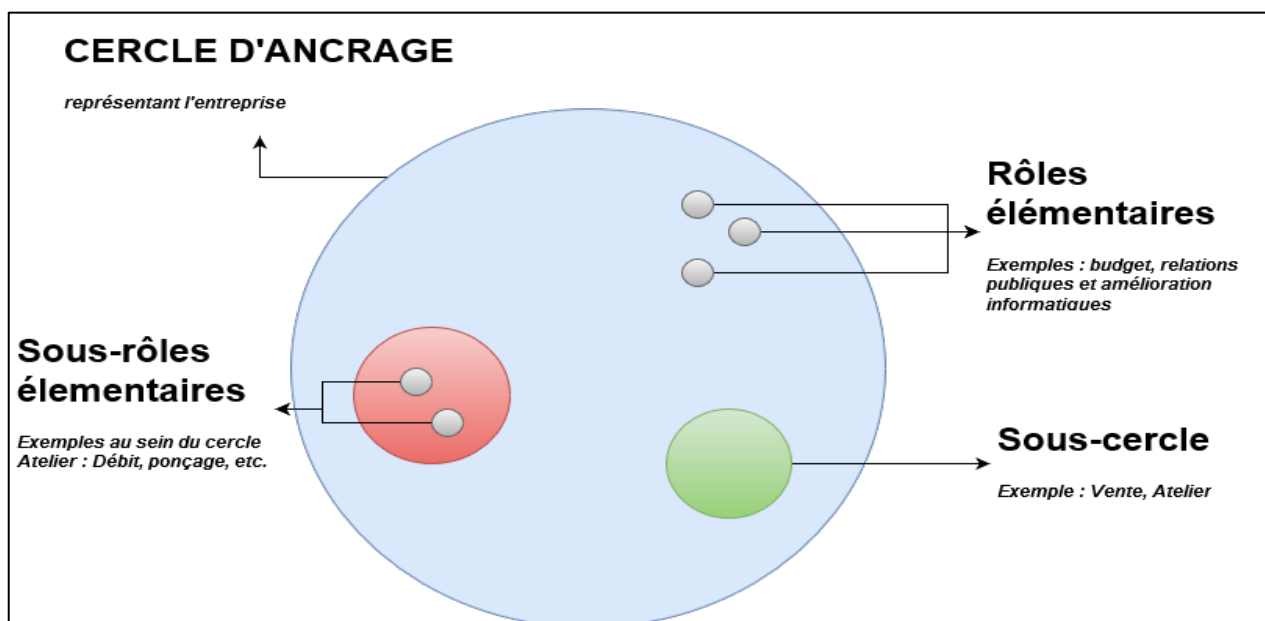 CERCLE D'ANCRAGE
représentant l'entreprise
Rôles
élémentaires
Exemples : budget, relations
publiques et amélioration
informatiques
Sous-rôles
élementaires
Exemples au sein du cercle
Atelier : Débit, ponçage, etc.
Sous-cercle
Exemple : Vente, Atelier